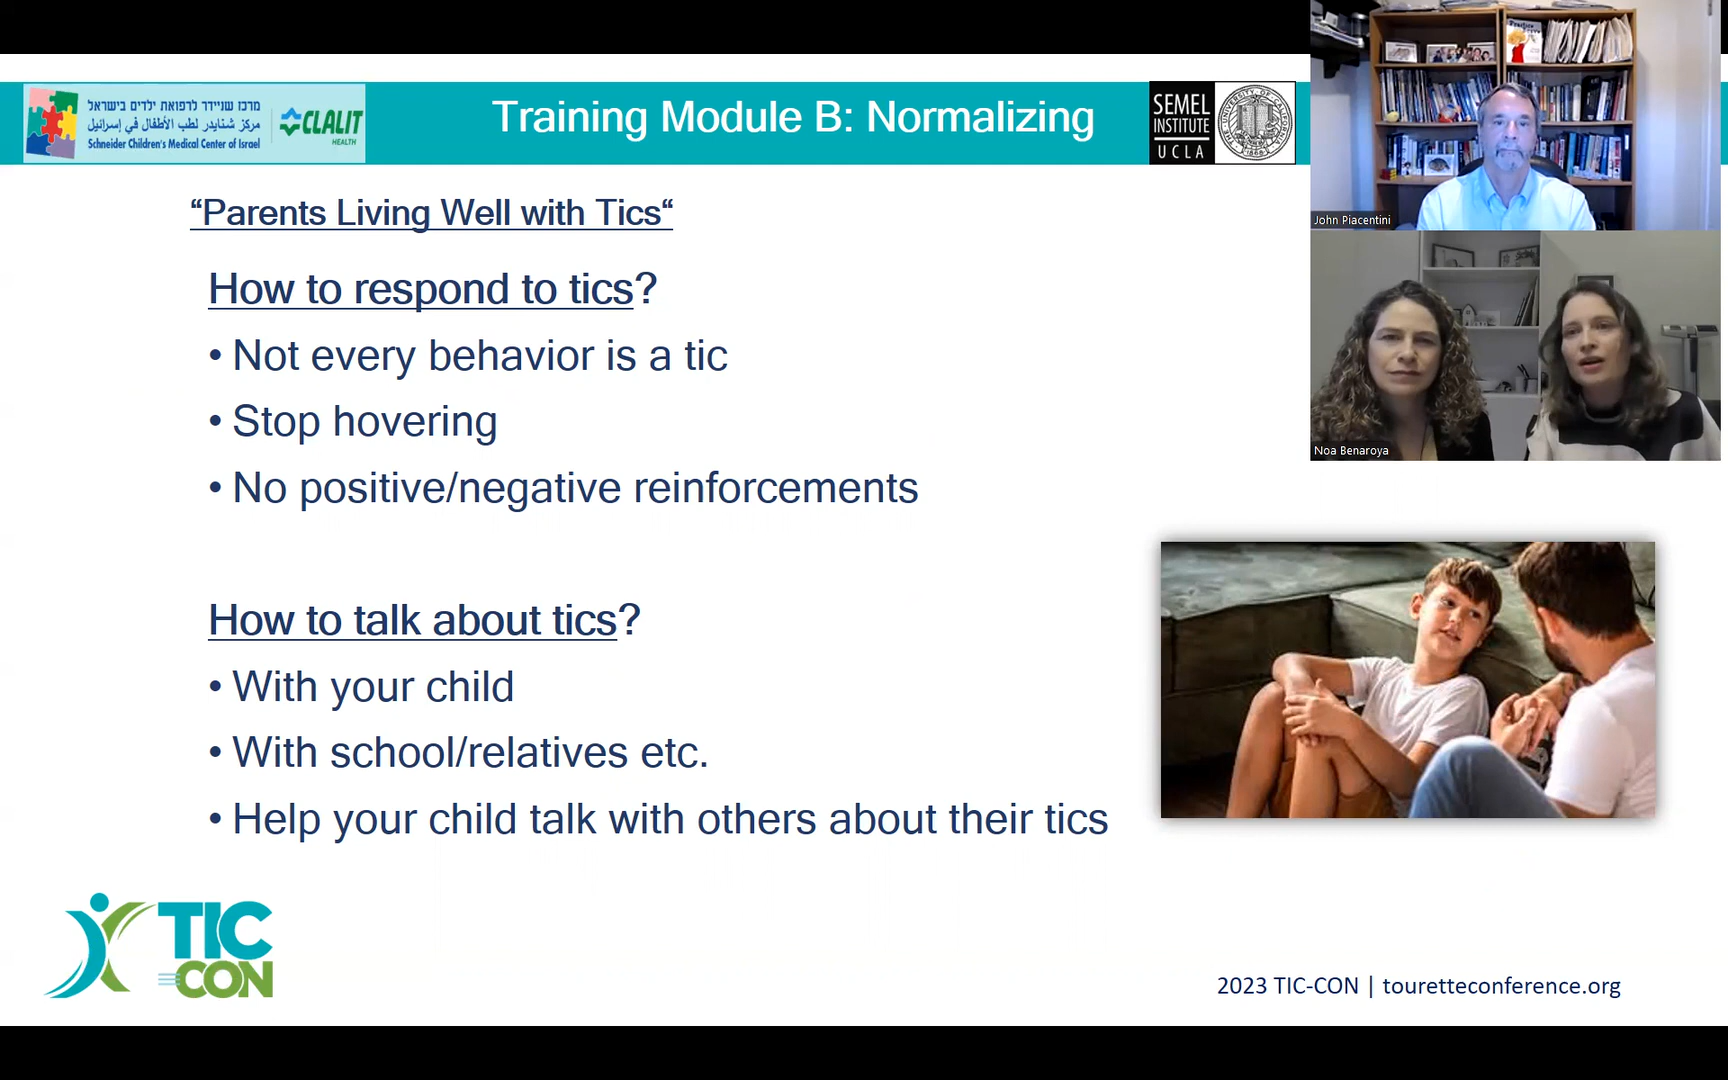 מרכז שניידר לרפואת ילדים בישראל
مركز شنايدر لطب الأطفال في إسرائيل
Schneider Children's Medical Center of Israel
CLALIT
HEALTH
Training Module B: Normalizing
SEMEL
INSTITUTE
UCLA
John Piacentini
Noa Benaroya
“Parents Living Well with Tics“
How to respond to tics?
• Not every behavior is a tic
• Stop hovering
• No positive/negative reinforcements
How to talk about tics?
• With your child
• With school/relatives etc.
• Help your child talk with others about their tics
TIC
CON
2023 TIC-CON | touretteconference.org